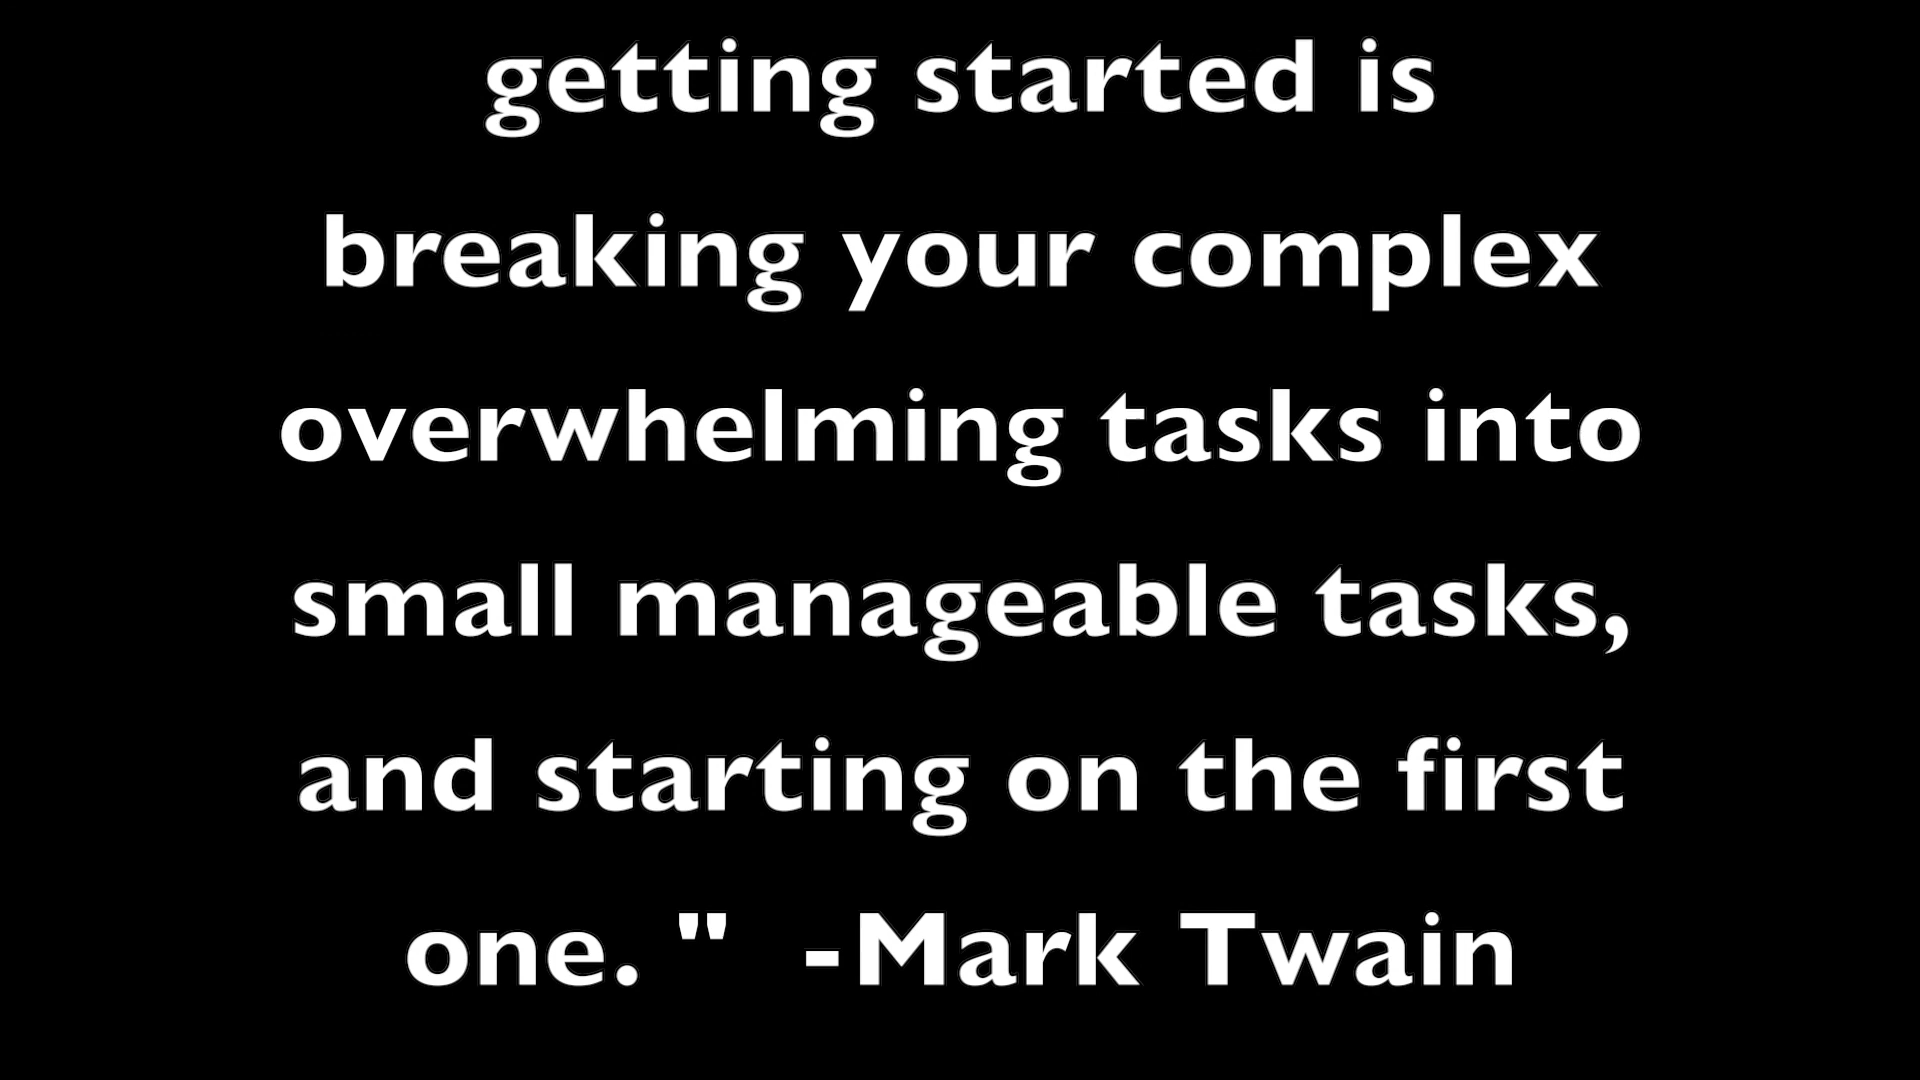 getting started is
breaking your complex
overwhelming tasks into
small manageable tasks,
and starting on the first
one. "  -Mark Twain